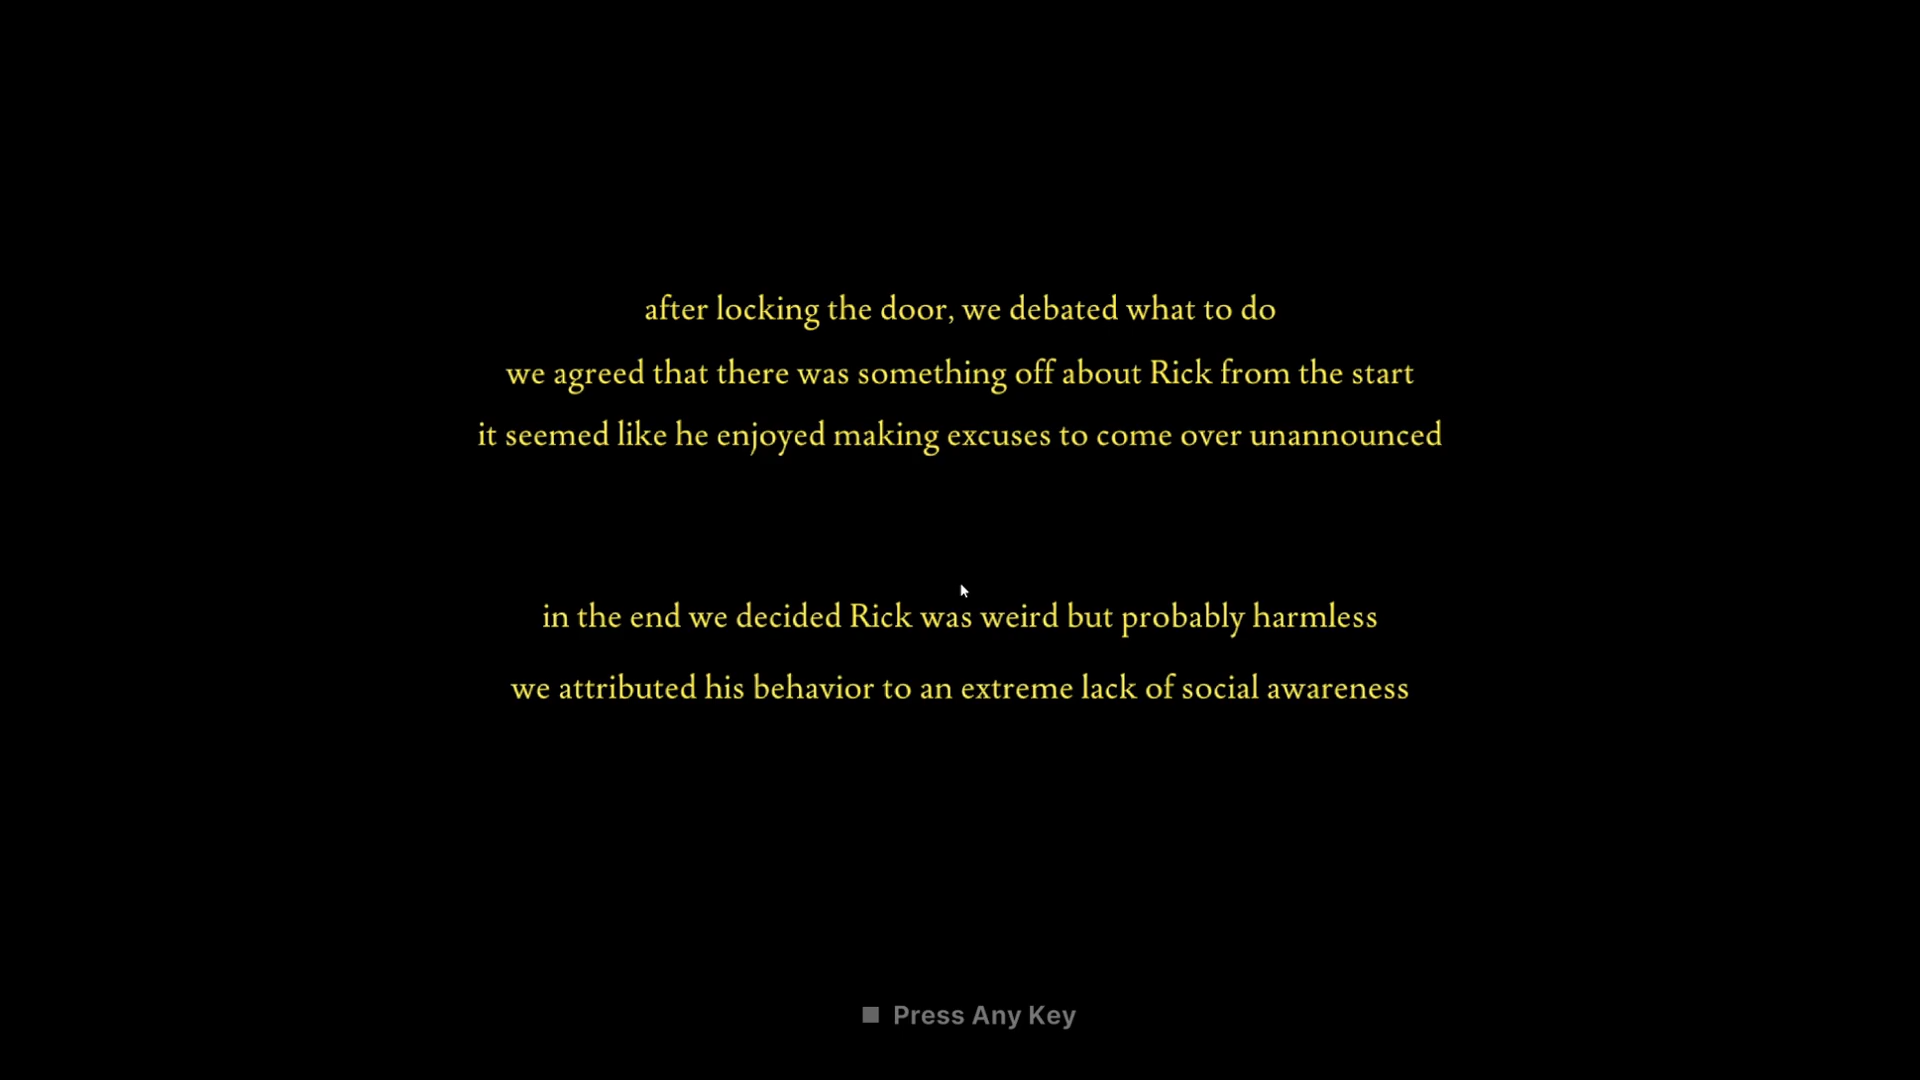 after locking the door, we debated what to do
we agreed that there was something off about Rick from the start
it seemed like he enjoyed making excuses to come over unannounced
in the end we decided Rick was weird but probably harmless
we attributed his behavior to an extreme lack of social awareness
Press Any Key